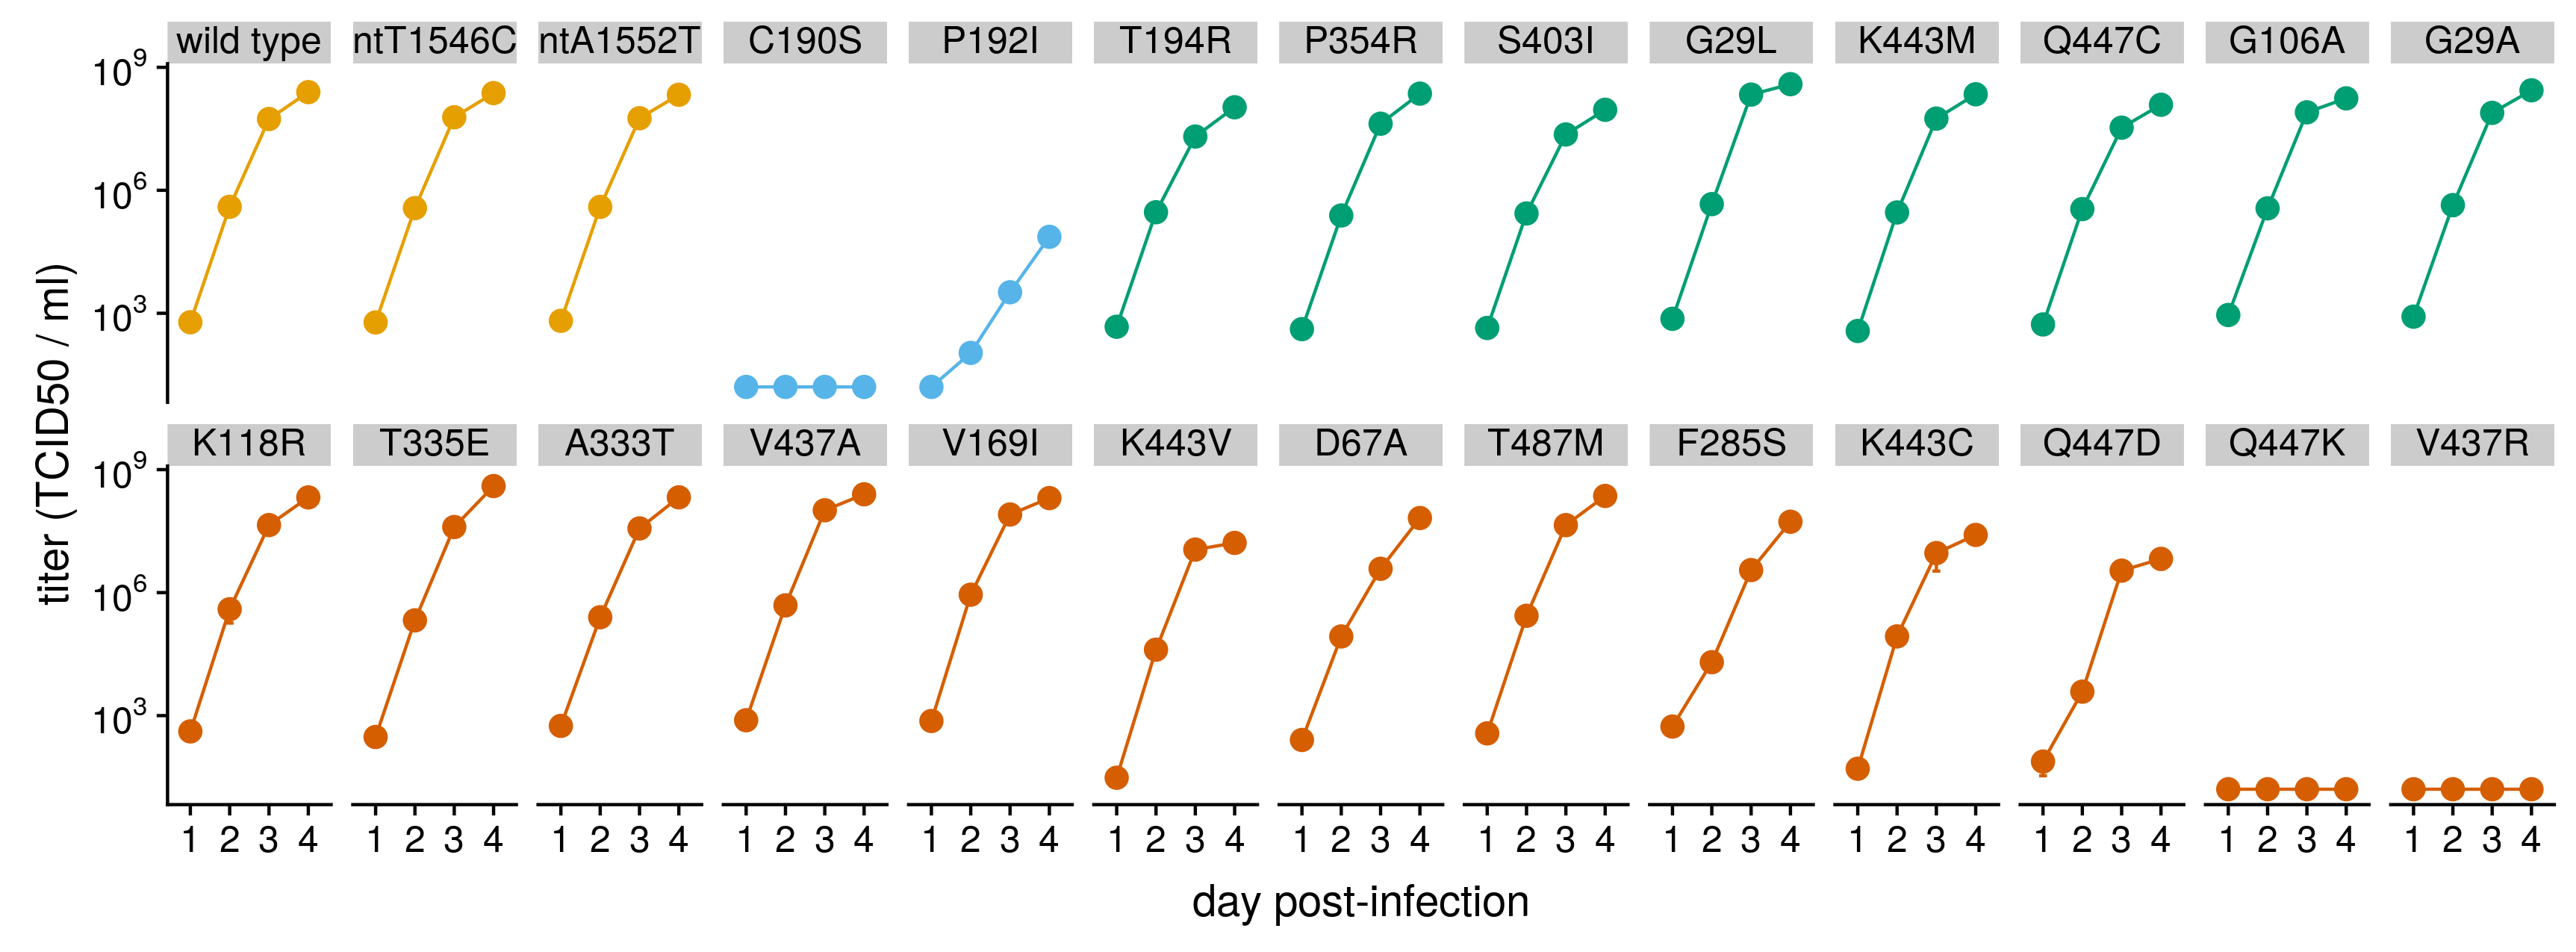 wild type ntT1546C ntA1552T C190S P192I T194R P354R S403I G29L K443M Q447C G106A G29A
10⁹
10⁶
10³
titer (TCID50 / ml)
K118R T335E A333T V437A V169I K443V D67A T487M F285S K443C Q447D Q447K V437R
10⁹
10⁶
10³
1 2 3 4 1 2 3 4 1 2 3 4 1 2 3 4 1 2 3 4 1 2 3 4 1 2 3 4 1 2 3 4 1 2 3 4 1 2 3 4 1 2 3 4 1 2 3 4 1 2 3 4
day post-infection